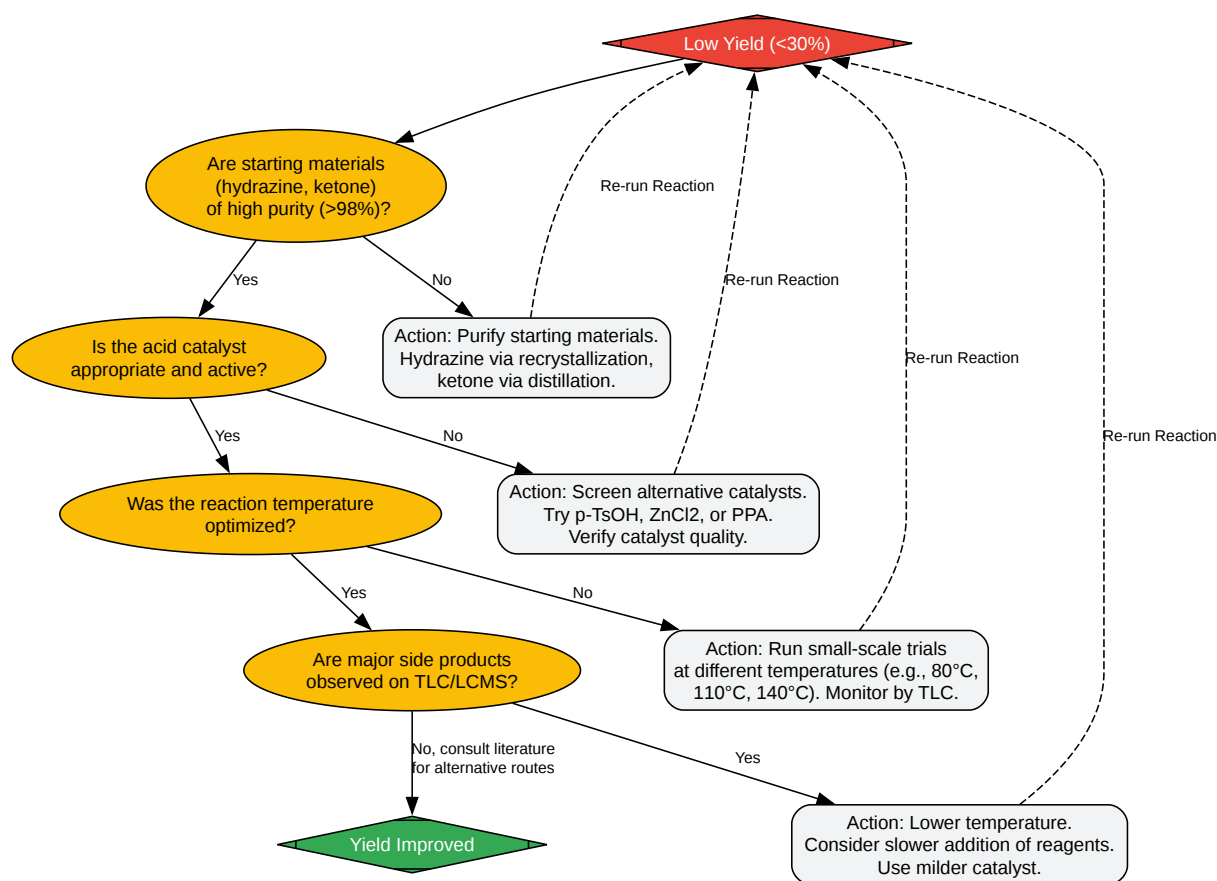 Low Yield (<30%)
Are starting materials
(hydrazine, ketone)
of high purity (>98%)?
Re-run Reaction
Yes
No
Re-run Reaction
Action: Purify starting materials.
Hydrazine via recrystallization,
ketone via distillation.
Is the acid catalyst
appropriate and active?
Re-run Reaction
Yes
No
Re-run Reaction
Action: Screen alternative catalysts.
Try p-TsOH, ZnCl2, or PPA.
Verify catalyst quality.
Was the reaction temperature
optimized?
Yes
No
Action: Run small-scale trials
at different temperatures (e.g., 80°C,
110°C, 140°C). Monitor by TLC.
Are major side products
observed on TLC/LCMS?
No, consult literature
for alternative routes
Yes
Yield Improved
Action: Lower temperature.
Consider slower addition of reagents.
Use milder catalyst.